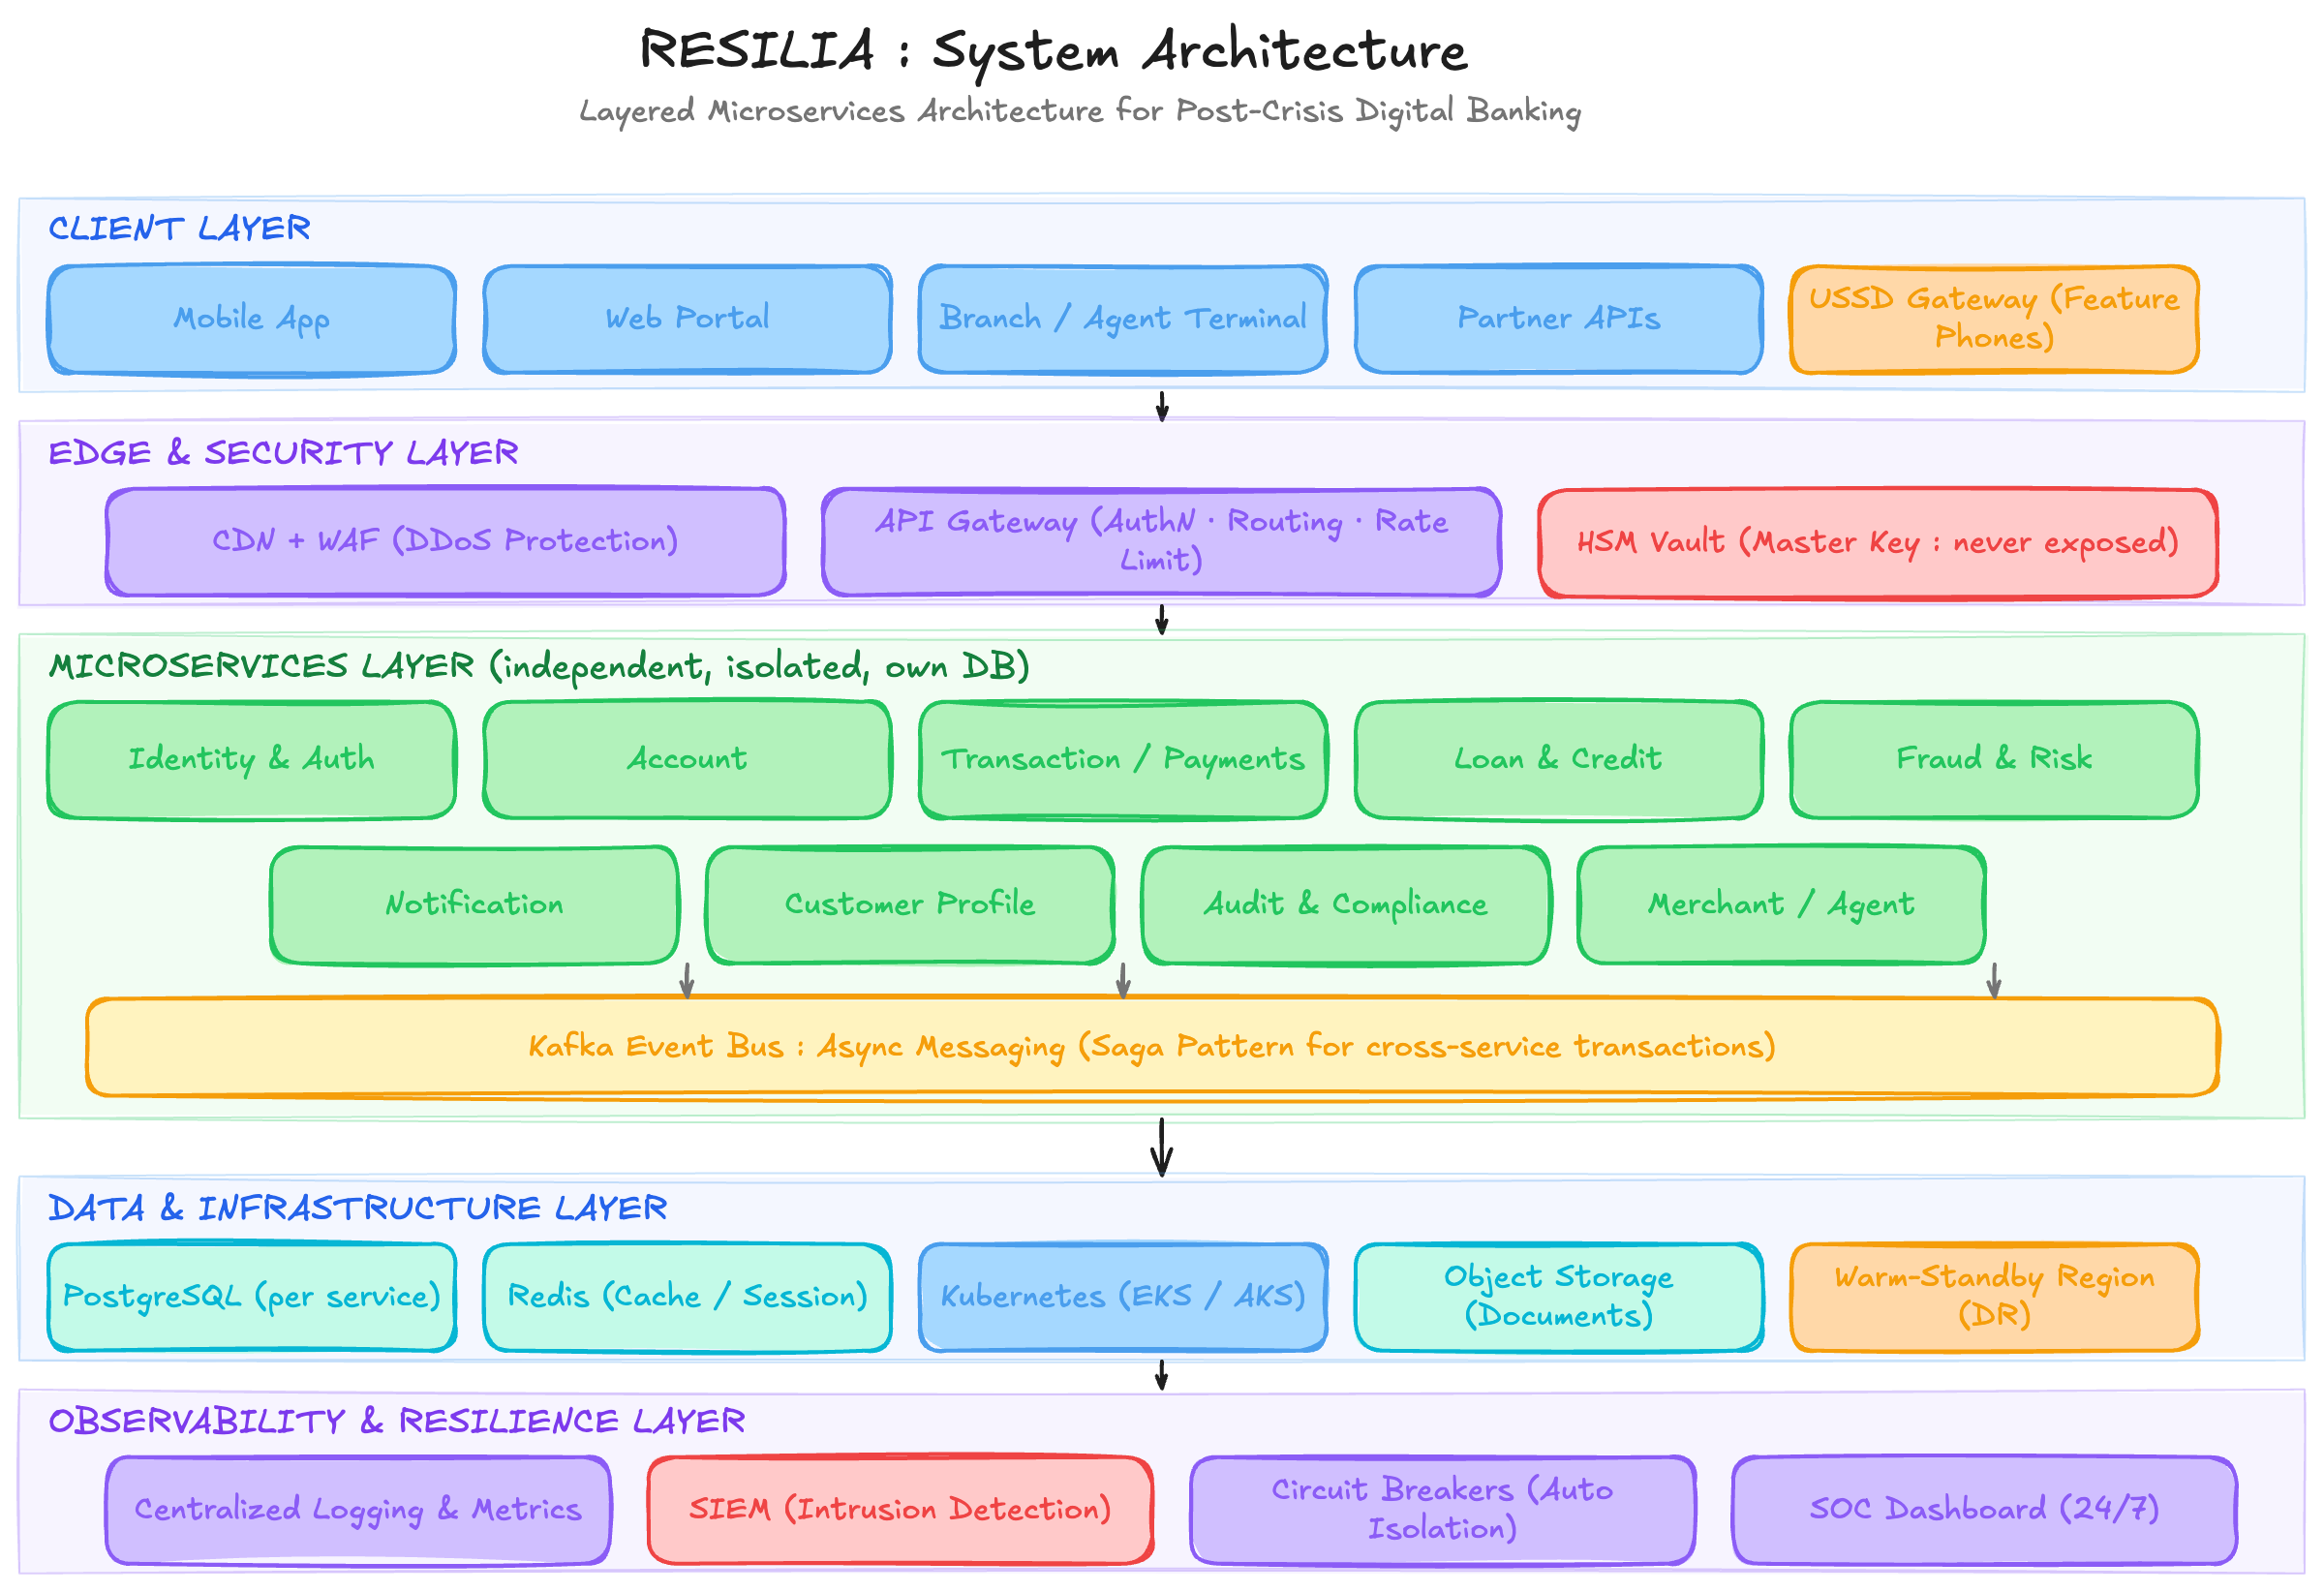 RESILIA : System Architecture
Layered Microservices Architecture for Post-Crisis Digital Banking
CLIENT LAYER
Mobile App
Web Portal
Branch / Agent Terminal
Partner APIs
USSD Gateway (Feature
Phones)
EDGE & SECURITY LAYER
CDN + WAF (DDoS Protection)
API Gateway (AuthN · Routing · Rate
Limit)
HSM Vault (Master Key : never exposed)
MICROSERVICES LAYER (independent, isolated, own DB)
Identity & Auth
Account
Transaction / Payments
Loan & Credit
Fraud & Risk
Notification
Customer Profile
Audit & Compliance
Merchant / Agent
Kafka Event Bus : Async Messaging (Saga Pattern for cross-service transactions)
DATA & INFRASTRUCTURE LAYER
PostgreSQL (per service)
Redis (Cache / Session)
Kubernetes (EKS / AKS)
Object Storage
(Documents)
Warm-Standby Region
(DR)
OBSERVABILITY & RESILIENCE LAYER
Centralized Logging & Metrics
SIEM (Intrusion Detection)
Circuit Breakers (Auto
Isolation)
SOC Dashboard (24/7)